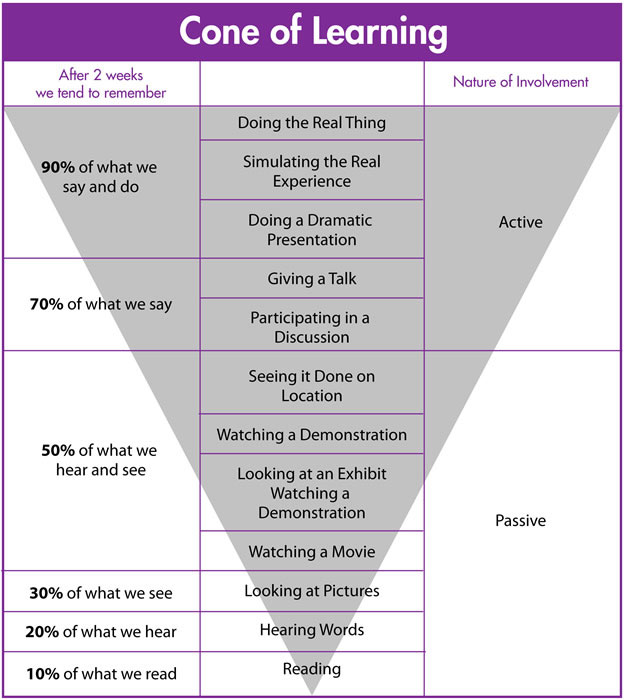 Cone of Learning
After 2 weeks
we tend to remember
Nature of Involvement
90% of what we
say and do
Doing the Real Thing
Simulating the Real
Experience
Doing a Dramatic
Presentation
Active
70% of what we say
Giving a Talk
Participating in a
Discussion
50% of what we
hear and see
Seeing it Done on
Location
Watching a Demonstration
Looking at an Exhibit
Watching a
Demonstration
Watching a Movie
Passive
30% of what we see
Looking at Pictures
20% of what we hear
Hearing Words
10% of what we read
Reading